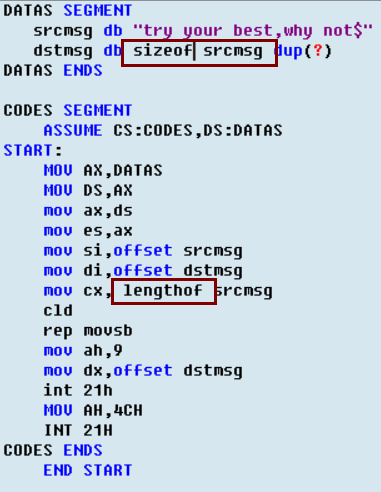 DATAS SEGMENT
srcmsg db "try your best,why not$"
dstmsg db sizeof srcmsg dup(?)
DATAS ENDS
CODES SEGMENT
ASSUME CS:CODES,DS:DATAS
START:
MOV AX,DATAS
MOV DS,AX
mov ax,ds
mov es,ax
mov si,offset srcmsg
mov di,offset dstmsg
mov cx, lengthof srcmsg
cld
rep movsb
mov ah,9
mov dx,offset dstmsg
int 21h
MOV AH,4CH
INT 21H
CODES ENDS
END START